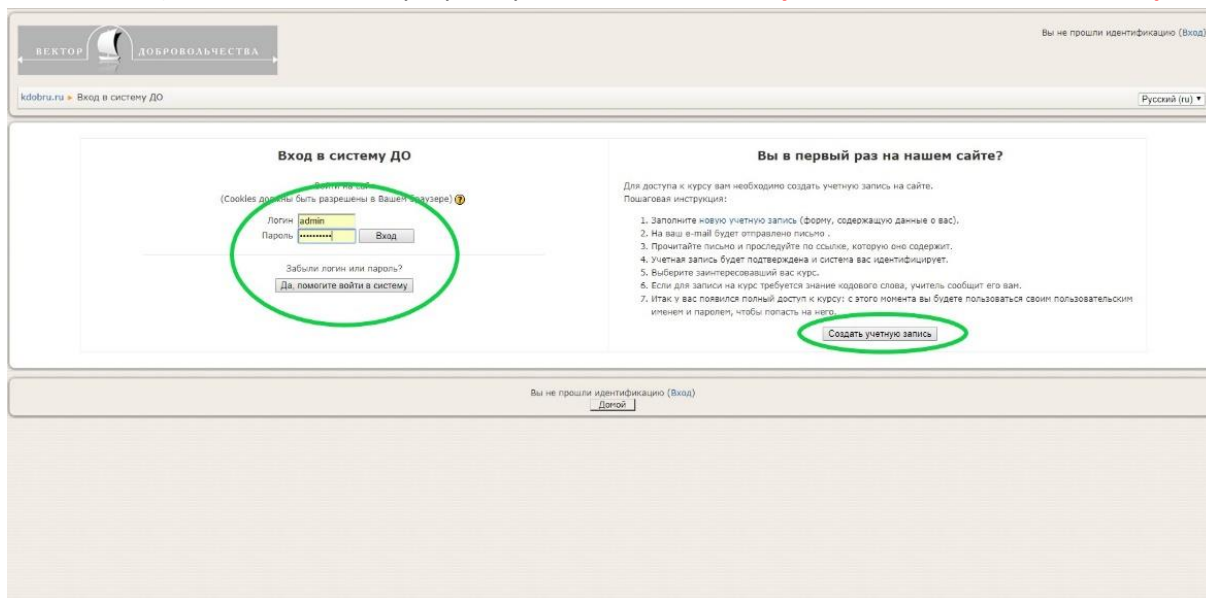 Вы не прошли идентификацию (Вход)
ВЕКТОР ДОБРОВОЛЬЧЕСТВА
kdobru.ru ► Вход в систему ДО
Русский (ru) ▼
Вход в систему ДО
(Cookies должны быть разрешены в Вашем браузере)
Логин admin
Пароль •••••••••• Вход
Забыли логин или пароль?
Да, помогите войти в систему
Вы в первый раз на нашем сайте?
Для доступа к курсу вам необходимо создать учетную запись на сайте.
Пошаговая инструкция:
1. Заполните новую учетную запись (форму, содержащую данные о вас).
2. На ваш e-mail будет отправлено письмо .
3. Прочитайте письмо и проследуйте по ссылке, которую оно содержит.
4. Учетная запись будет подтверждена и система вас идентифицирует.
5. Выберите заинтересовавший вас курс.
6. Если для записи на курс требуется знание кодового слова, учитель сообщит его вам.
7. Итак у вас появился полный доступ к курсу: с этого момента вы будете пользоваться своим пользовательским
именем и паролем, чтобы попасть на него.
Создать учетную запись
Вы не прошли идентификацию (Вход)
Домой